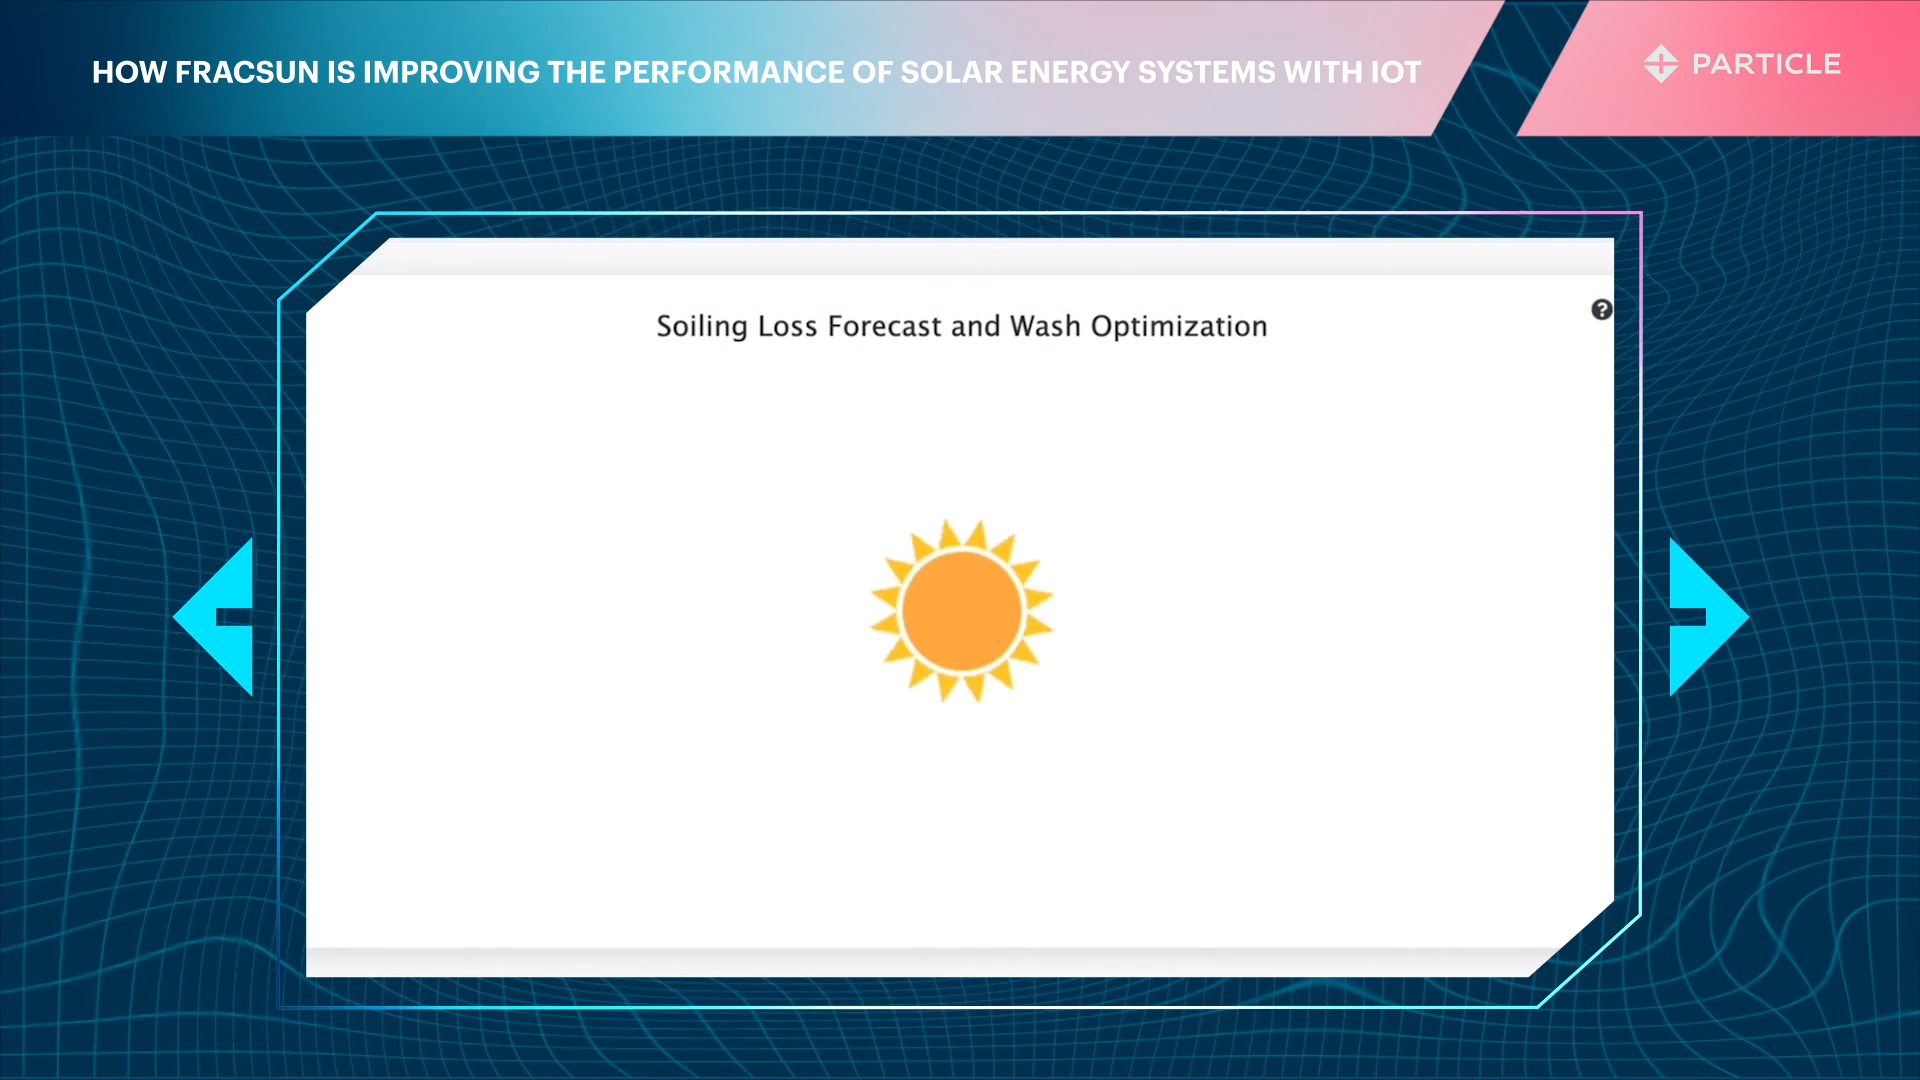 HOW FRACSUN IS IMPROVING THE PERFORMANCE OF SOLAR ENERGY SYSTEMS WITH IOT
PARTICLE
?
Soiling Loss Forecast and Wash Optimization